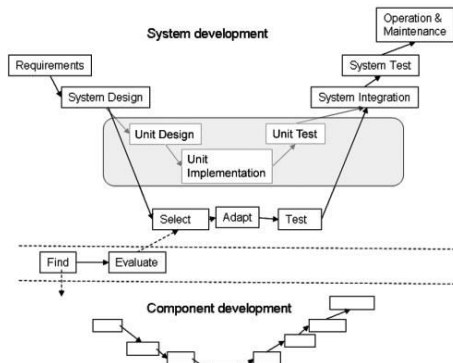 System development
Operation &
Maintenance
Requirements
System Test
System Design
System Integration
Unit Design
Unit Test
Unit
Implementation
Select
Adapt
Test
Find
Evaluate
Component development